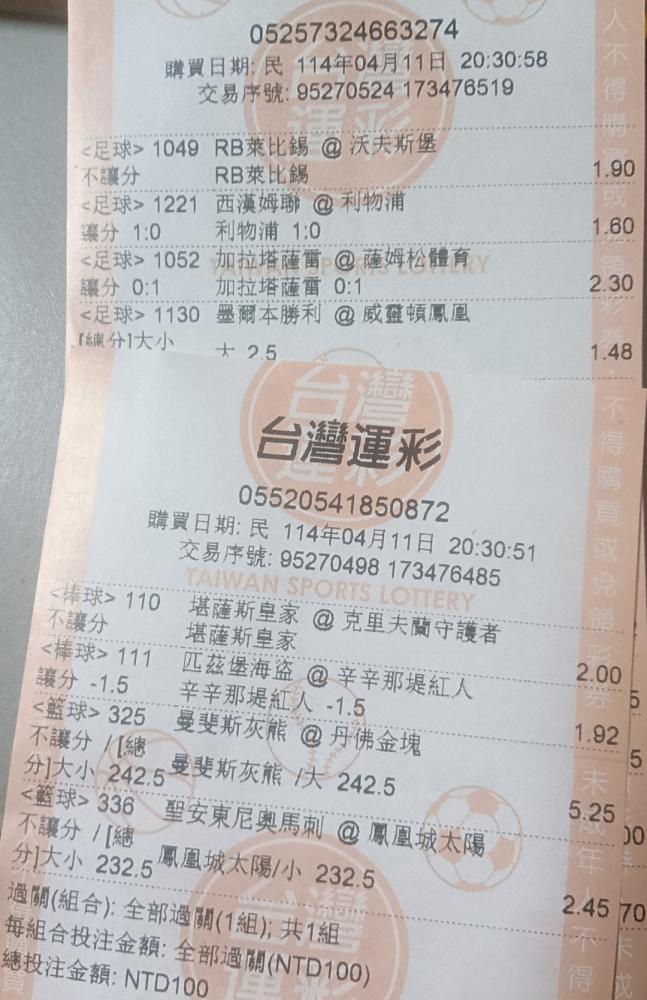 05257324663274
購買日期: 民 114年04月11日 20:30:58
交易序號: 95270524 173476519
<足球> 1049 RB萊比錫 @ 沃夫斯堡
不讓分 RB萊比錫 1.90
<足球> 1221 西漢姆聯 @ 利物浦
讓分 1:0 利物浦 1:0 1.60
<足球> 1052 加拉塔薩雷 @ 薩姆松體育
讓分 0:1 加拉塔薩雷 0:1 2.30
<足球> 1130 墨爾本勝利 @ 威靈頓鳳凰
[總分]大小 大 2.5 1.48
台灣運彩
05520541850872
購買日期: 民 114年04月11日 20:30:51
交易序號: 95270498 173476485
TAIWAN SPORTS LOTTERY
<棒球> 110 堪薩斯皇家 @ 克里夫蘭守護者
不讓分 堪薩斯皇家 2.00
<棒球> 111 匹茲堡海盜 @ 辛辛那堤紅人
讓分 -1.5 辛辛那堤紅人 -1.5 1.92
<籃球> 325 曼斐斯灰熊 @ 丹佛金塊
不讓分 / [總
分]大小 242.5 曼斐斯灰熊 /大 242.5 5.25
<籃球> 336 聖安東尼奧馬刺 @ 鳳凰城太陽
不讓分 / [總
分]大小 232.5 鳳凰城太陽/小 232.5 2.45
過關(組合): 全部過關(1組); 共1組
每組合投注金額: 全部過關(NTD100)
總投注金額: NTD100